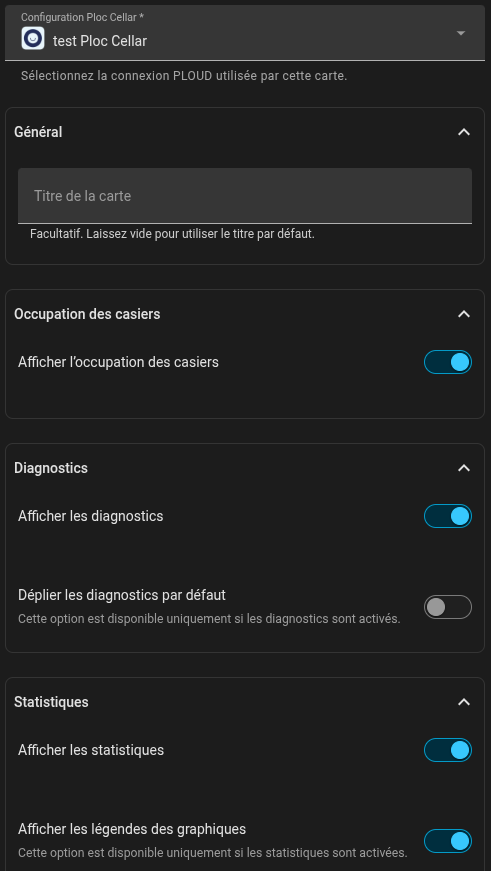 Configuration Ploc Cellar *
test Ploc Cellar
Sélectionnez la connexion PLOUD utilisée par cette carte.
Général
Titre de la carte
Facultatif. Laissez vide pour utiliser le titre par défaut.
Occupation des casiers
Afficher l'occupation des casiers
Diagnostics
Afficher les diagnostics
Déplier les diagnostics par défaut
Cette option est disponible uniquement si les diagnostics sont activés.
Statistiques
Afficher les statistiques
Afficher les légendes des graphiques
Cette option est disponible uniquement si les statistiques sont activées.